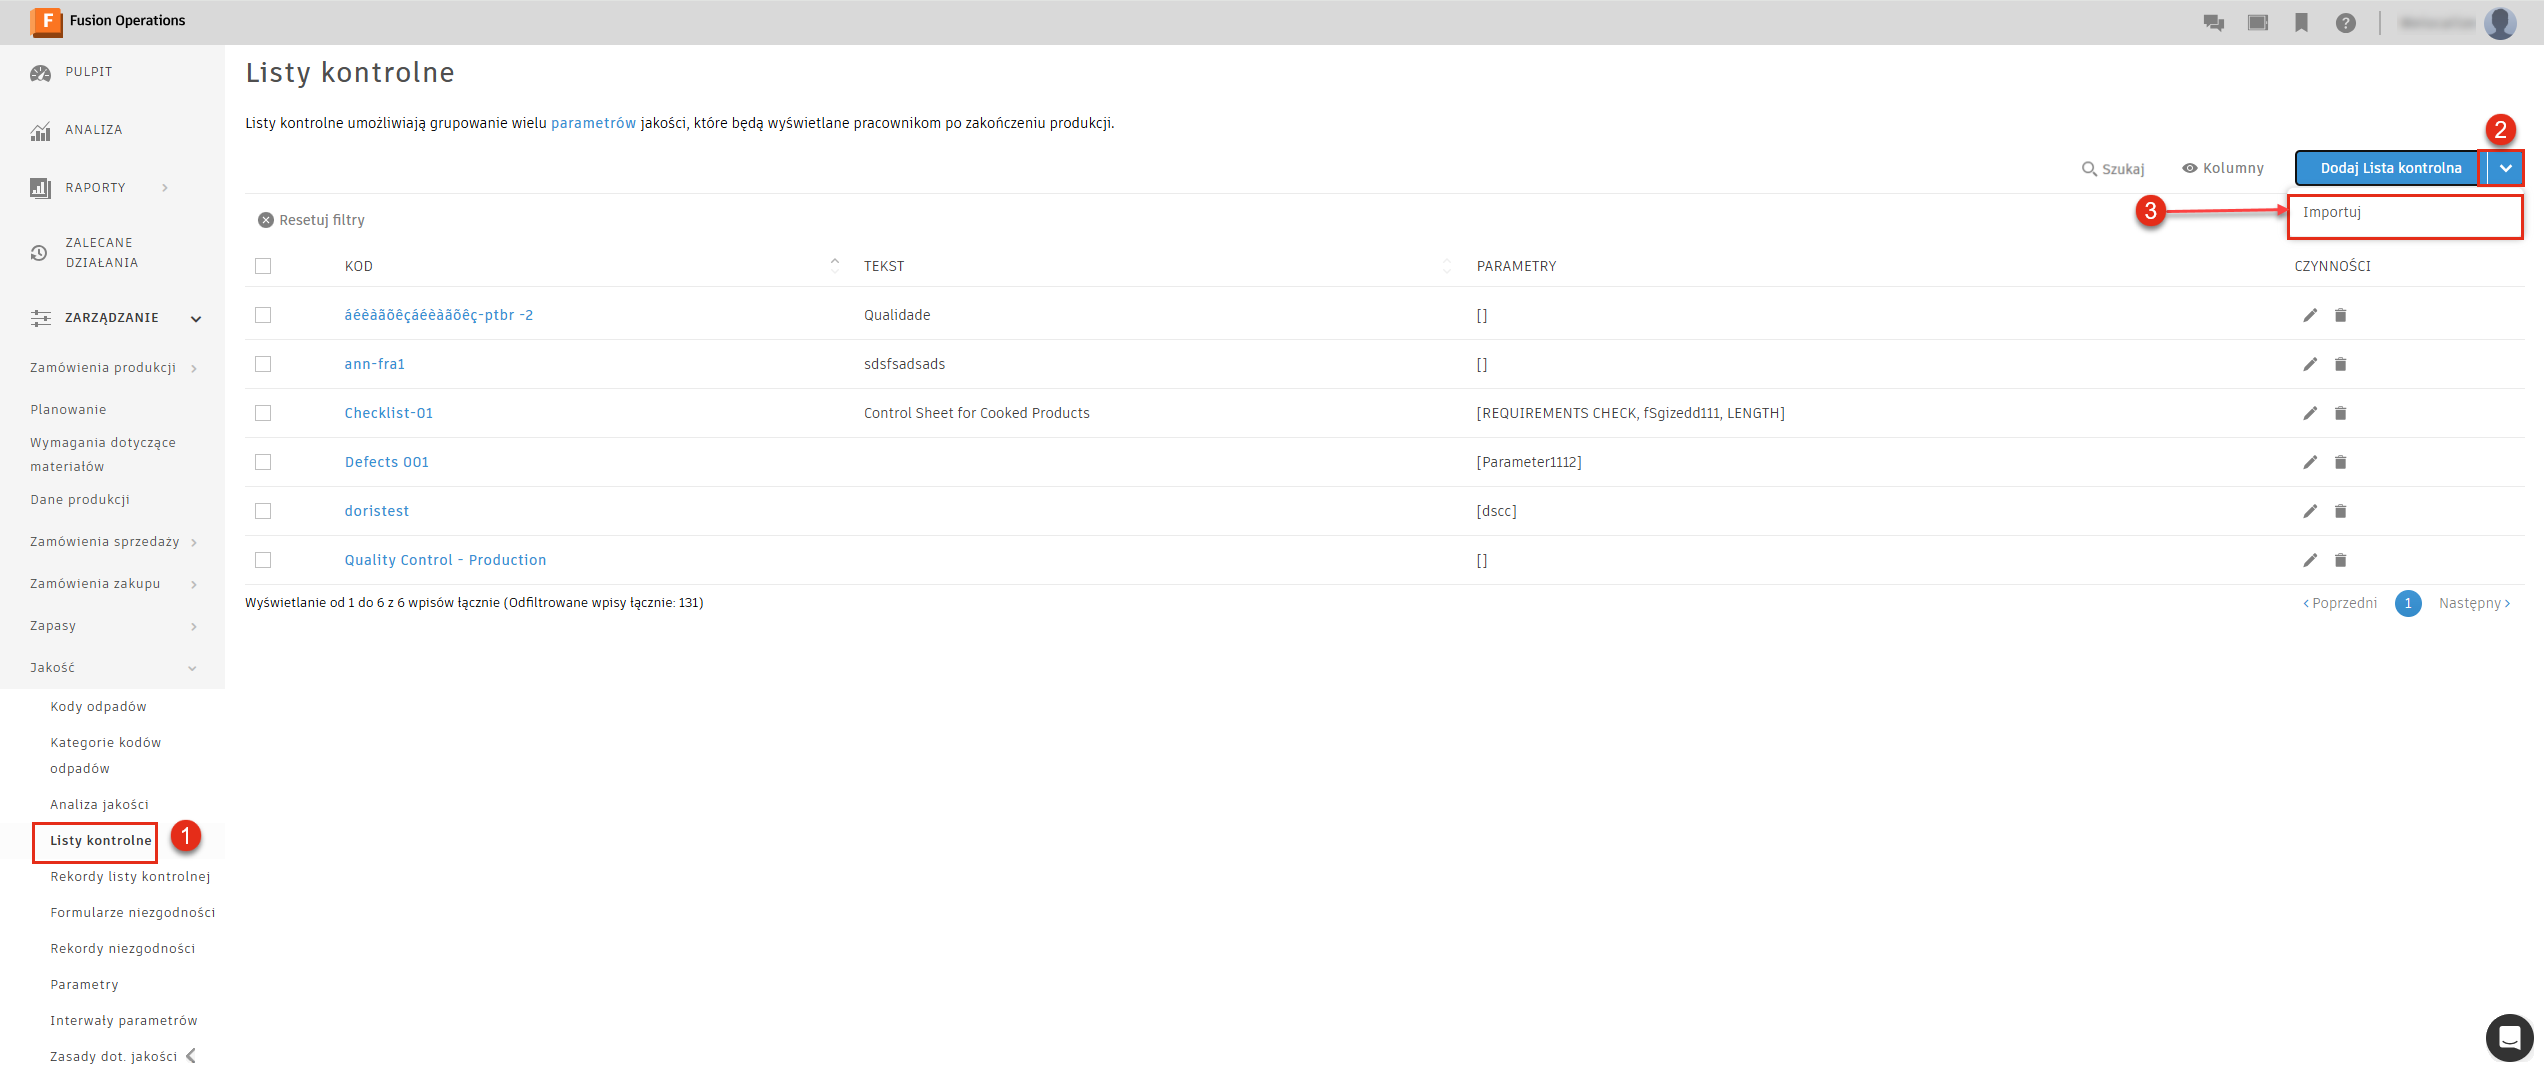 F Fusion Operations
PULPIT
ANALIZA
RAPORTY
ZALECANE
DZIAŁANIA
ZARZĄDZANIE
Zamówienia produkcji
Planowanie
Wymagania dotyczące
materiałów
Dane produkcji
Zamówienia sprzedaży
Zamówienia zakupu
Zapasy
Jakość
Kody odpadów
Kategorie kodów
odpadów
Analiza jakości
Listy kontrolne 1
Rekordy listy kontrolnej
Formularze niezgodności
Rekordy niezgodności
Parametry
Interwały parametrów
Zasady dot. jakości
Listy kontrolne
Listy kontrolne umożliwiają grupowanie wielu parametrów jakości, które będą wyświetlane pracownikom po zakończeniu produkcji.
2
Szukaj Kolumny Dodaj Lista kontrolna
3 Importuj
Resetuj filtry
KOD TEKST PARAMETRY CZYNNOŚCI
áéèàãõêçáéèàãõêç-ptbr -2 Qualidade []
ann-fra1 sdsfsadsads []
Checklist-01 Control Sheet for Cooked Products [REQUIREMENTS CHECK, fSgizedd111, LENGTH]
Defects 001 [Parameter1112]
doristest [dscc]
Quality Control - Production []
Wyświetlanie od 1 do 6 z 6 wpisów łącznie (Odfiltrowane wpisy łącznie: 131)
‹ Poprzedni 1 Następny ›